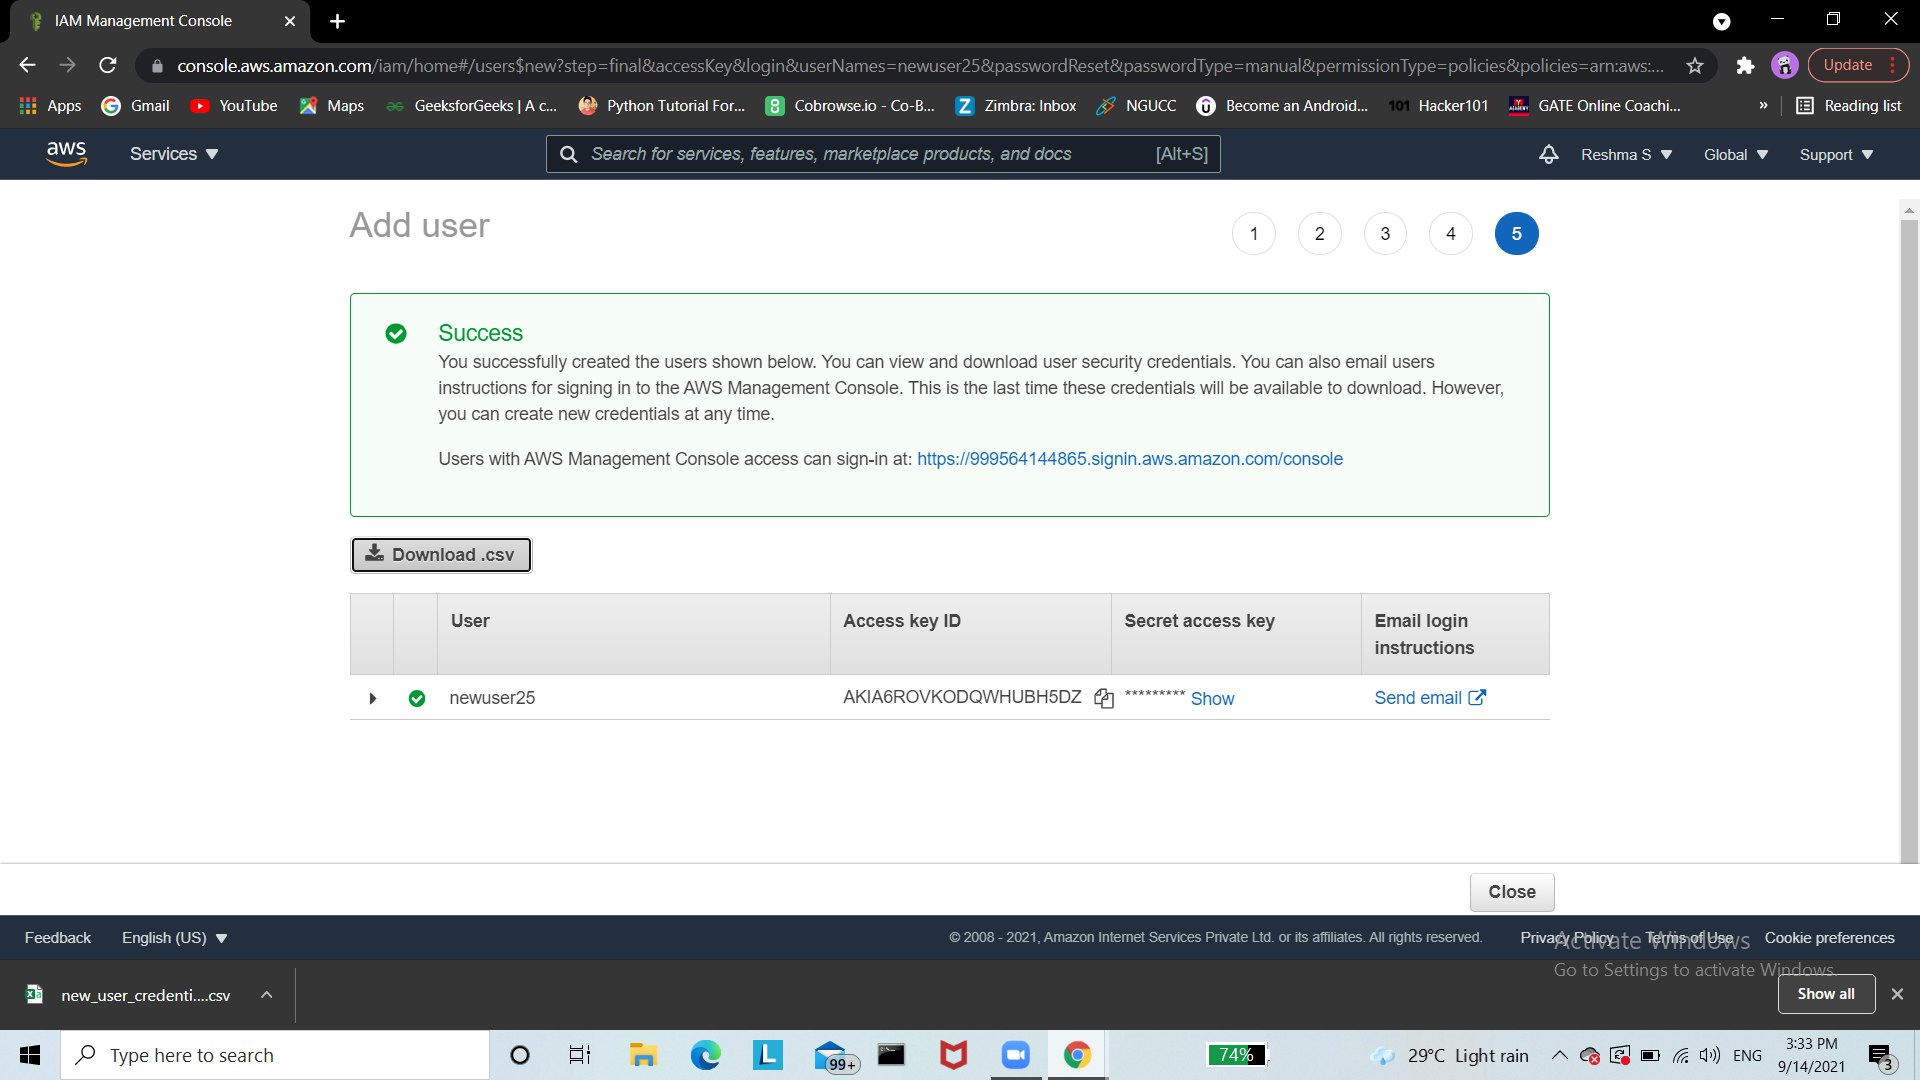 IAM Management Console
console.aws.amazon.com/iam/home#/users$new?step=final&accessKey&login&userNames=newuser25&passwordReset&passwordType=manual&permissionType=policies&policies=arn:aws:...
Update
Apps
Gmail
YouTube
Maps
GeeksforGeeks | A c...
Python Tutorial For...
Cobrowse.io - Co-B...
Zimbra: Inbox
NGUCC
Become an Android...
101 Hacker101
GATE Online Coachi...
»
Reading list
aws
Services
Search for services, features, marketplace products, and docs [Alt+S]
Reshma S
Global
Support
Add user
1 2 3 4 5
Success
You successfully created the users shown below. You can view and download user security credentials. You can also email users
instructions for signing in to the AWS Management Console. This is the last time these credentials will be available to download. However,
you can create new credentials at any time.
Users with AWS Management Console access can sign-in at: https://999564144865.signin.aws.amazon.com/console
Download .csv
User
Access key ID
Secret access key
Email login
instructions
newuser25
AKIA6ROVKODQWHUBH5DZ
********* Show
Send email
Close
Feedback
English (US)
© 2008 - 2021, Amazon Internet Services Private Ltd. or its affiliates. All rights reserved.
Privacy Policy
Terms of Use
Cookie preferences
Activate Windows
Go to Settings to activate Windows.
new_user_credenti....csv
Show all
Type here to search
99+
74%
29°C Light rain
ENG
3:33 PM
9/14/2021
3